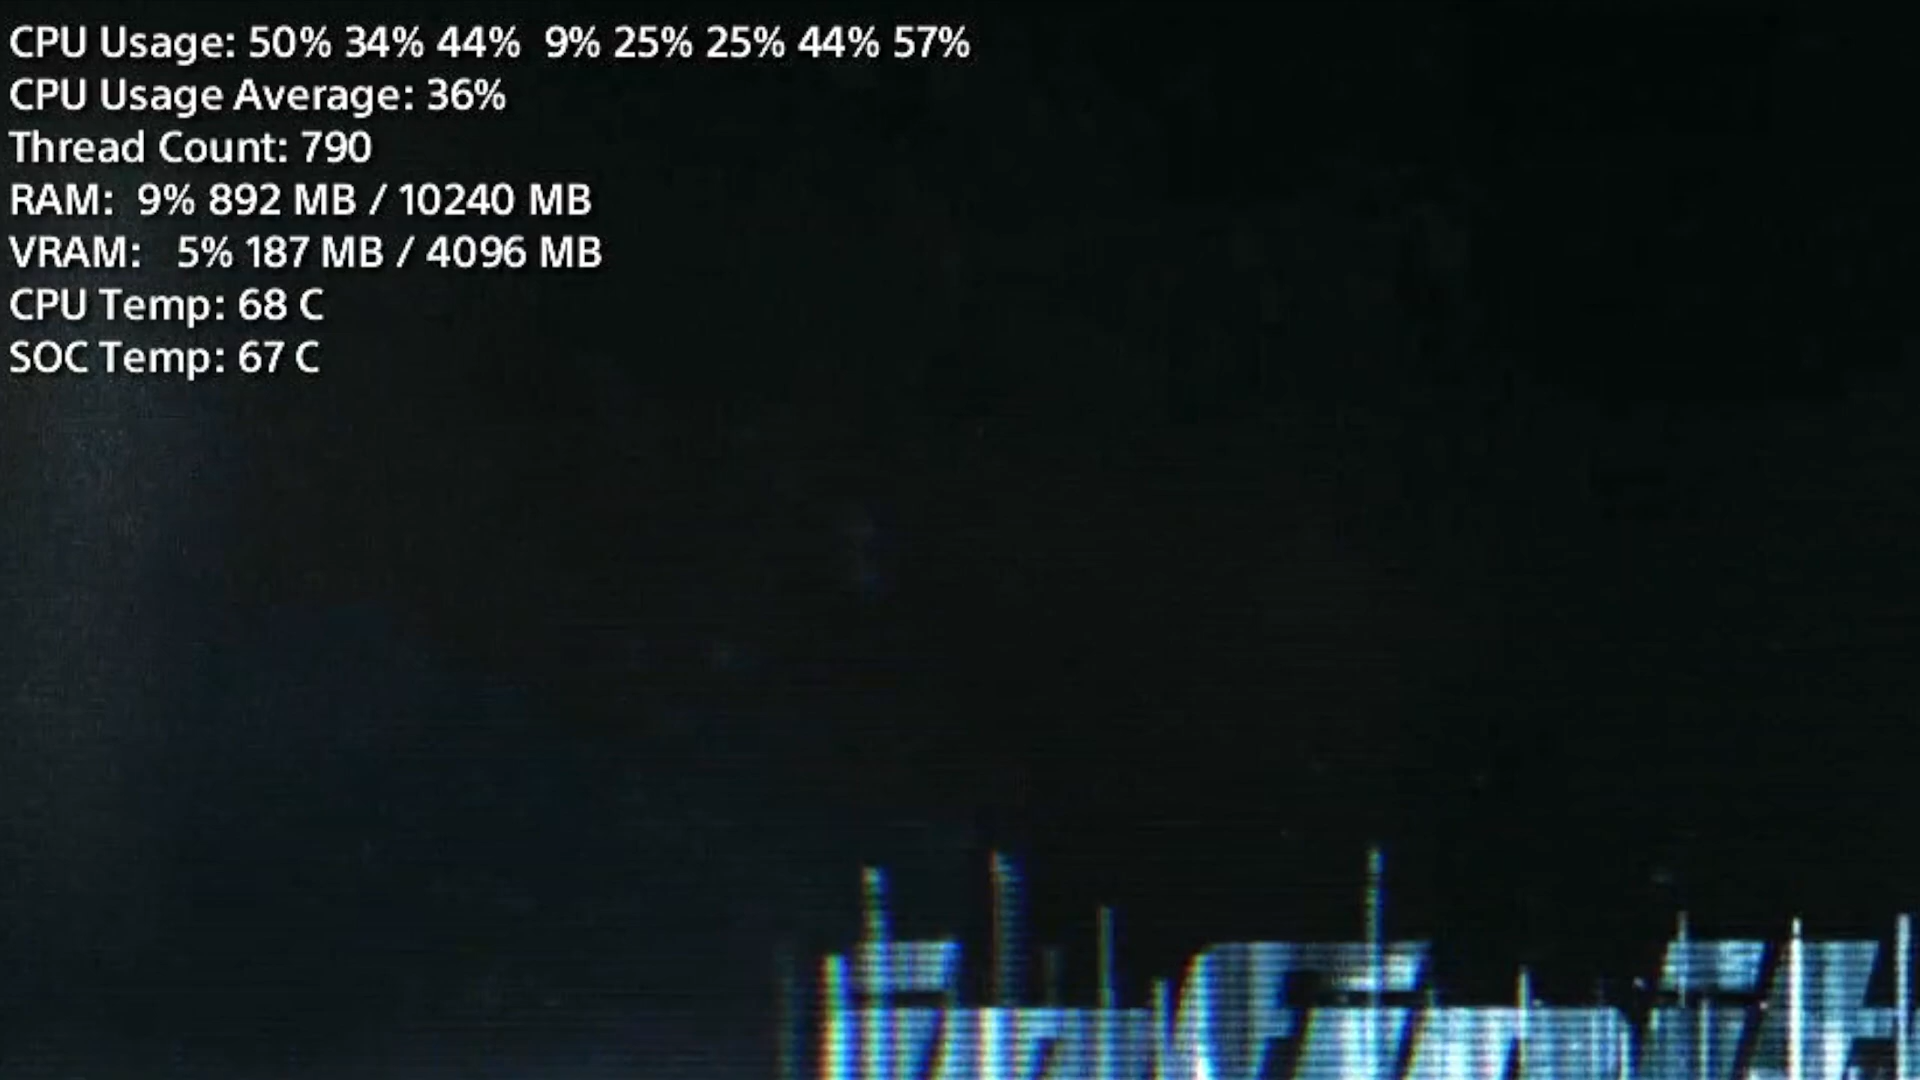 CPU Usage: 50% 34% 44%  9% 25% 25% 44% 57%
CPU Usage Average: 36%
Thread Count: 790
RAM:  9% 892 MB / 10240 MB
VRAM:   5% 187 MB / 4096 MB
CPU Temp: 68 C
SOC Temp: 67 C